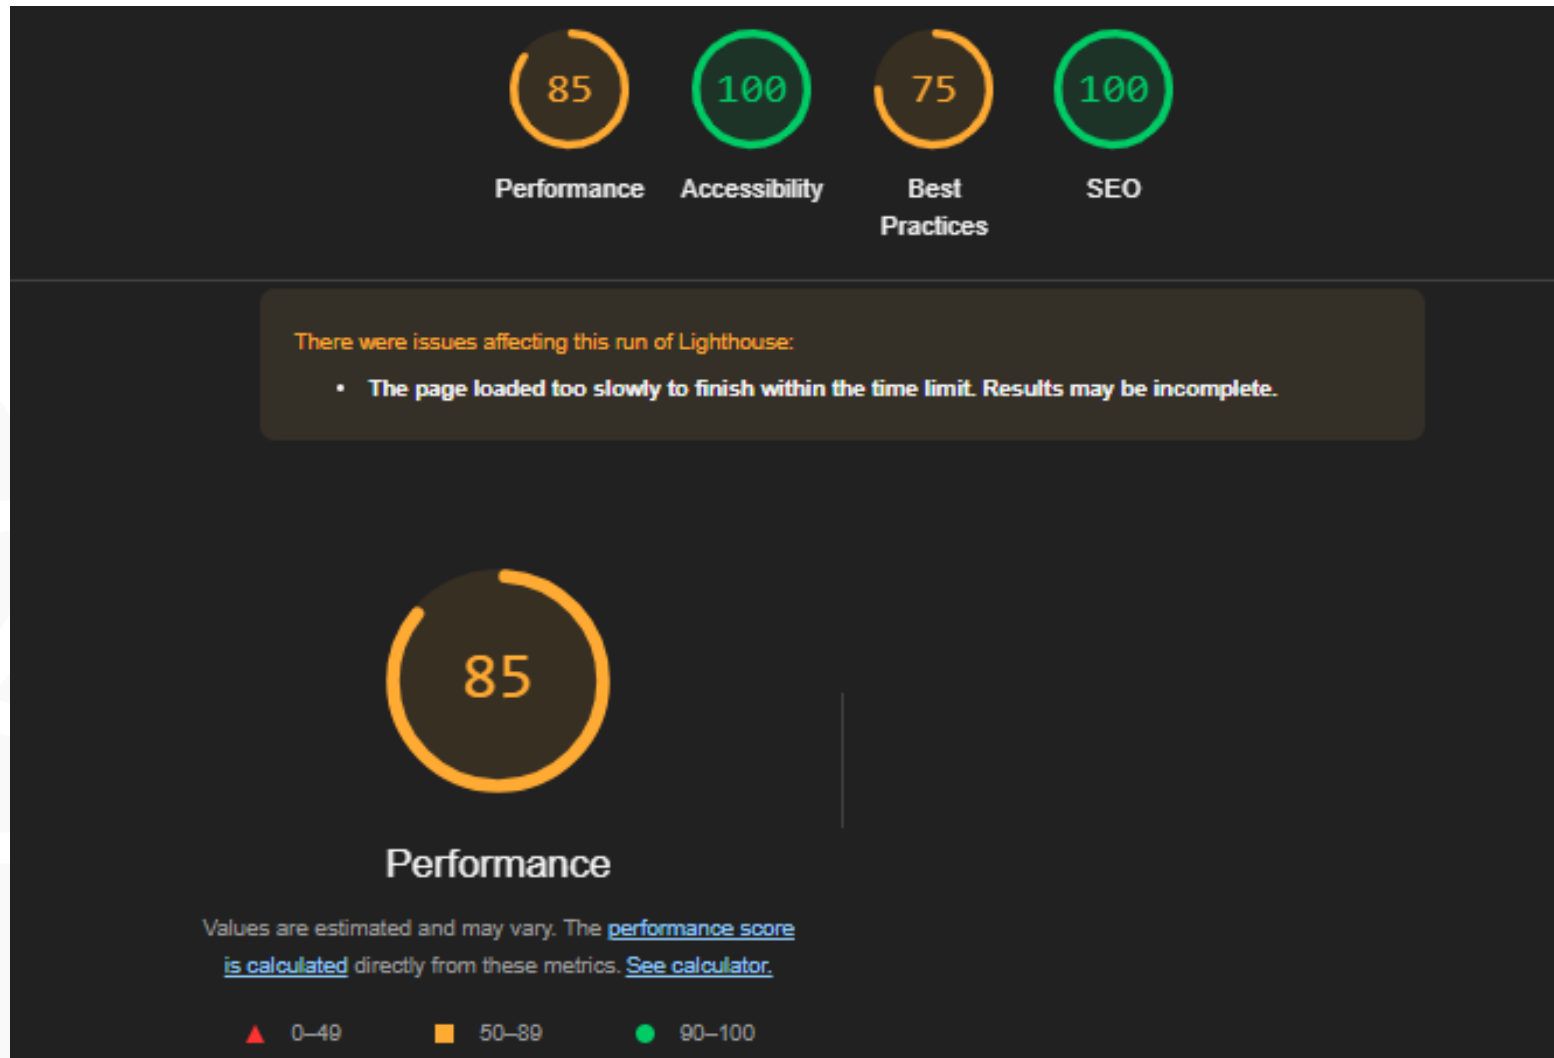 85
100
75
100
Performance
Accessibility
Best
Practices
SEO
There were issues affecting this run of Lighthouse:
• The page loaded too slowly to finish within the time limit. Results may be incomplete.
85
Performance
Values are estimated and may vary. The performance score
is calculated directly from these metrics. See calculator.
0–49
50–89
90–100